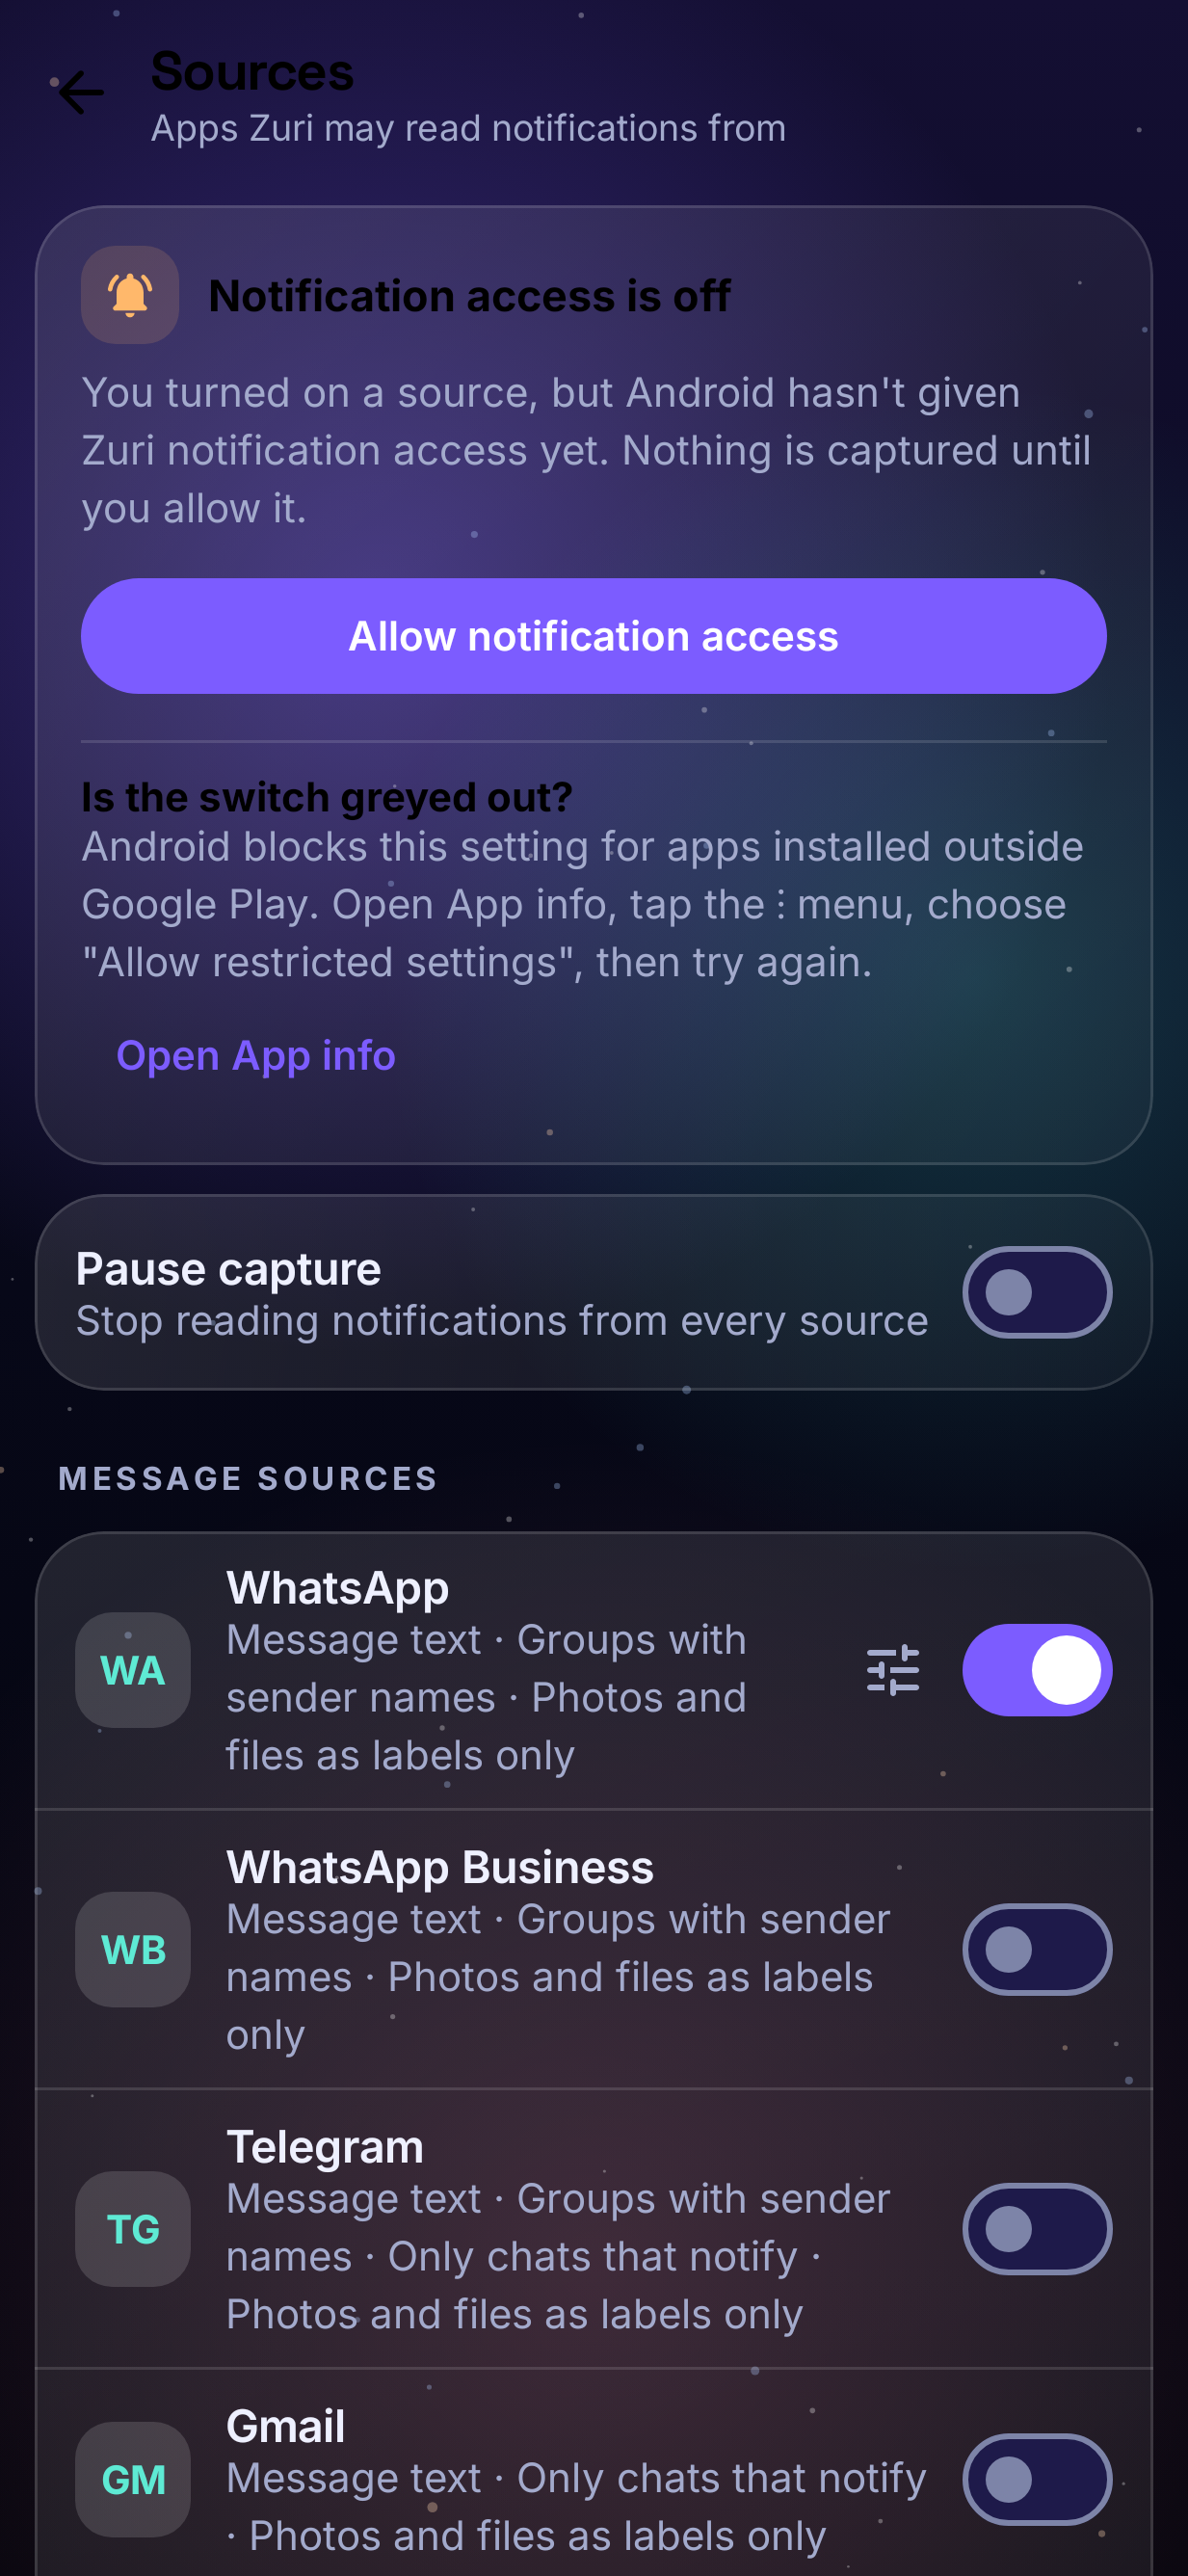 Sources
Apps Zuri may read notifications from
Notification access is off
You turned on a source, but Android hasn't given
Zuri notification access yet. Nothing is captured until
you allow it.
Allow notification access
Is the switch greyed out?
Android blocks this setting for apps installed outside
Google Play. Open App info, tap the ⋮ menu, choose
"Allow restricted settings", then try again.
Open App info
Pause capture
Stop reading notifications from every source
MESSAGE SOURCES
WA
WhatsApp
Message text · Groups with
sender names · Photos and
files as labels only
WB
WhatsApp Business
Message text · Groups with sender
names · Photos and files as labels
only
TG
Telegram
Message text · Groups with sender
names · Only chats that notify ·
Photos and files as labels only
GM
Gmail
Message text · Only chats that notify
· Photos and files as labels only